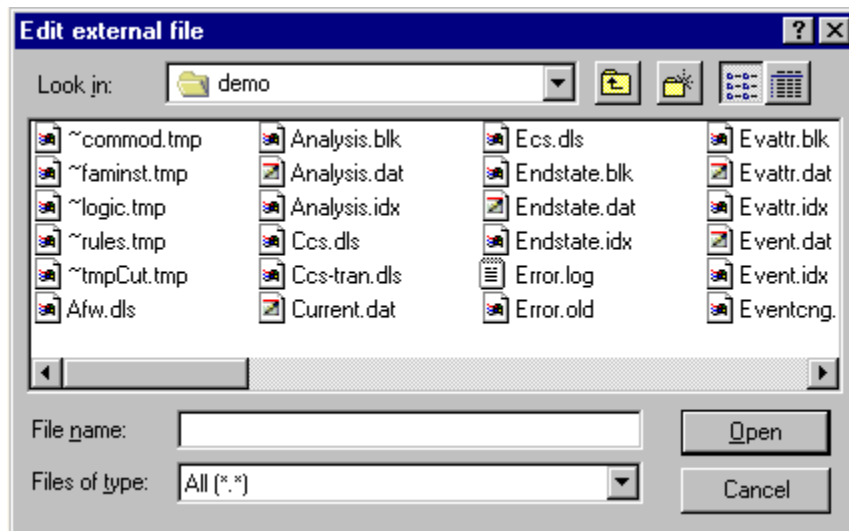 Edit external file
Look in: demo
~commod.tmp Analysis.blk Ecs.dls Evattr.blk
~faminst.tmp Analysis.dat Endstate.blk Evattr.dat
~logic.tmp Analysis.idx Endstate.dat Evattr.idx
~rules.tmp Ccs.dls Endstate.idx Event.dat
~tmpCut.tmp Ccs-tran.dls Error.log Event.idx
Afw.dls Current.dat Error.old Eventcng.
File name: Open
Files of type: All (*.*) Cancel